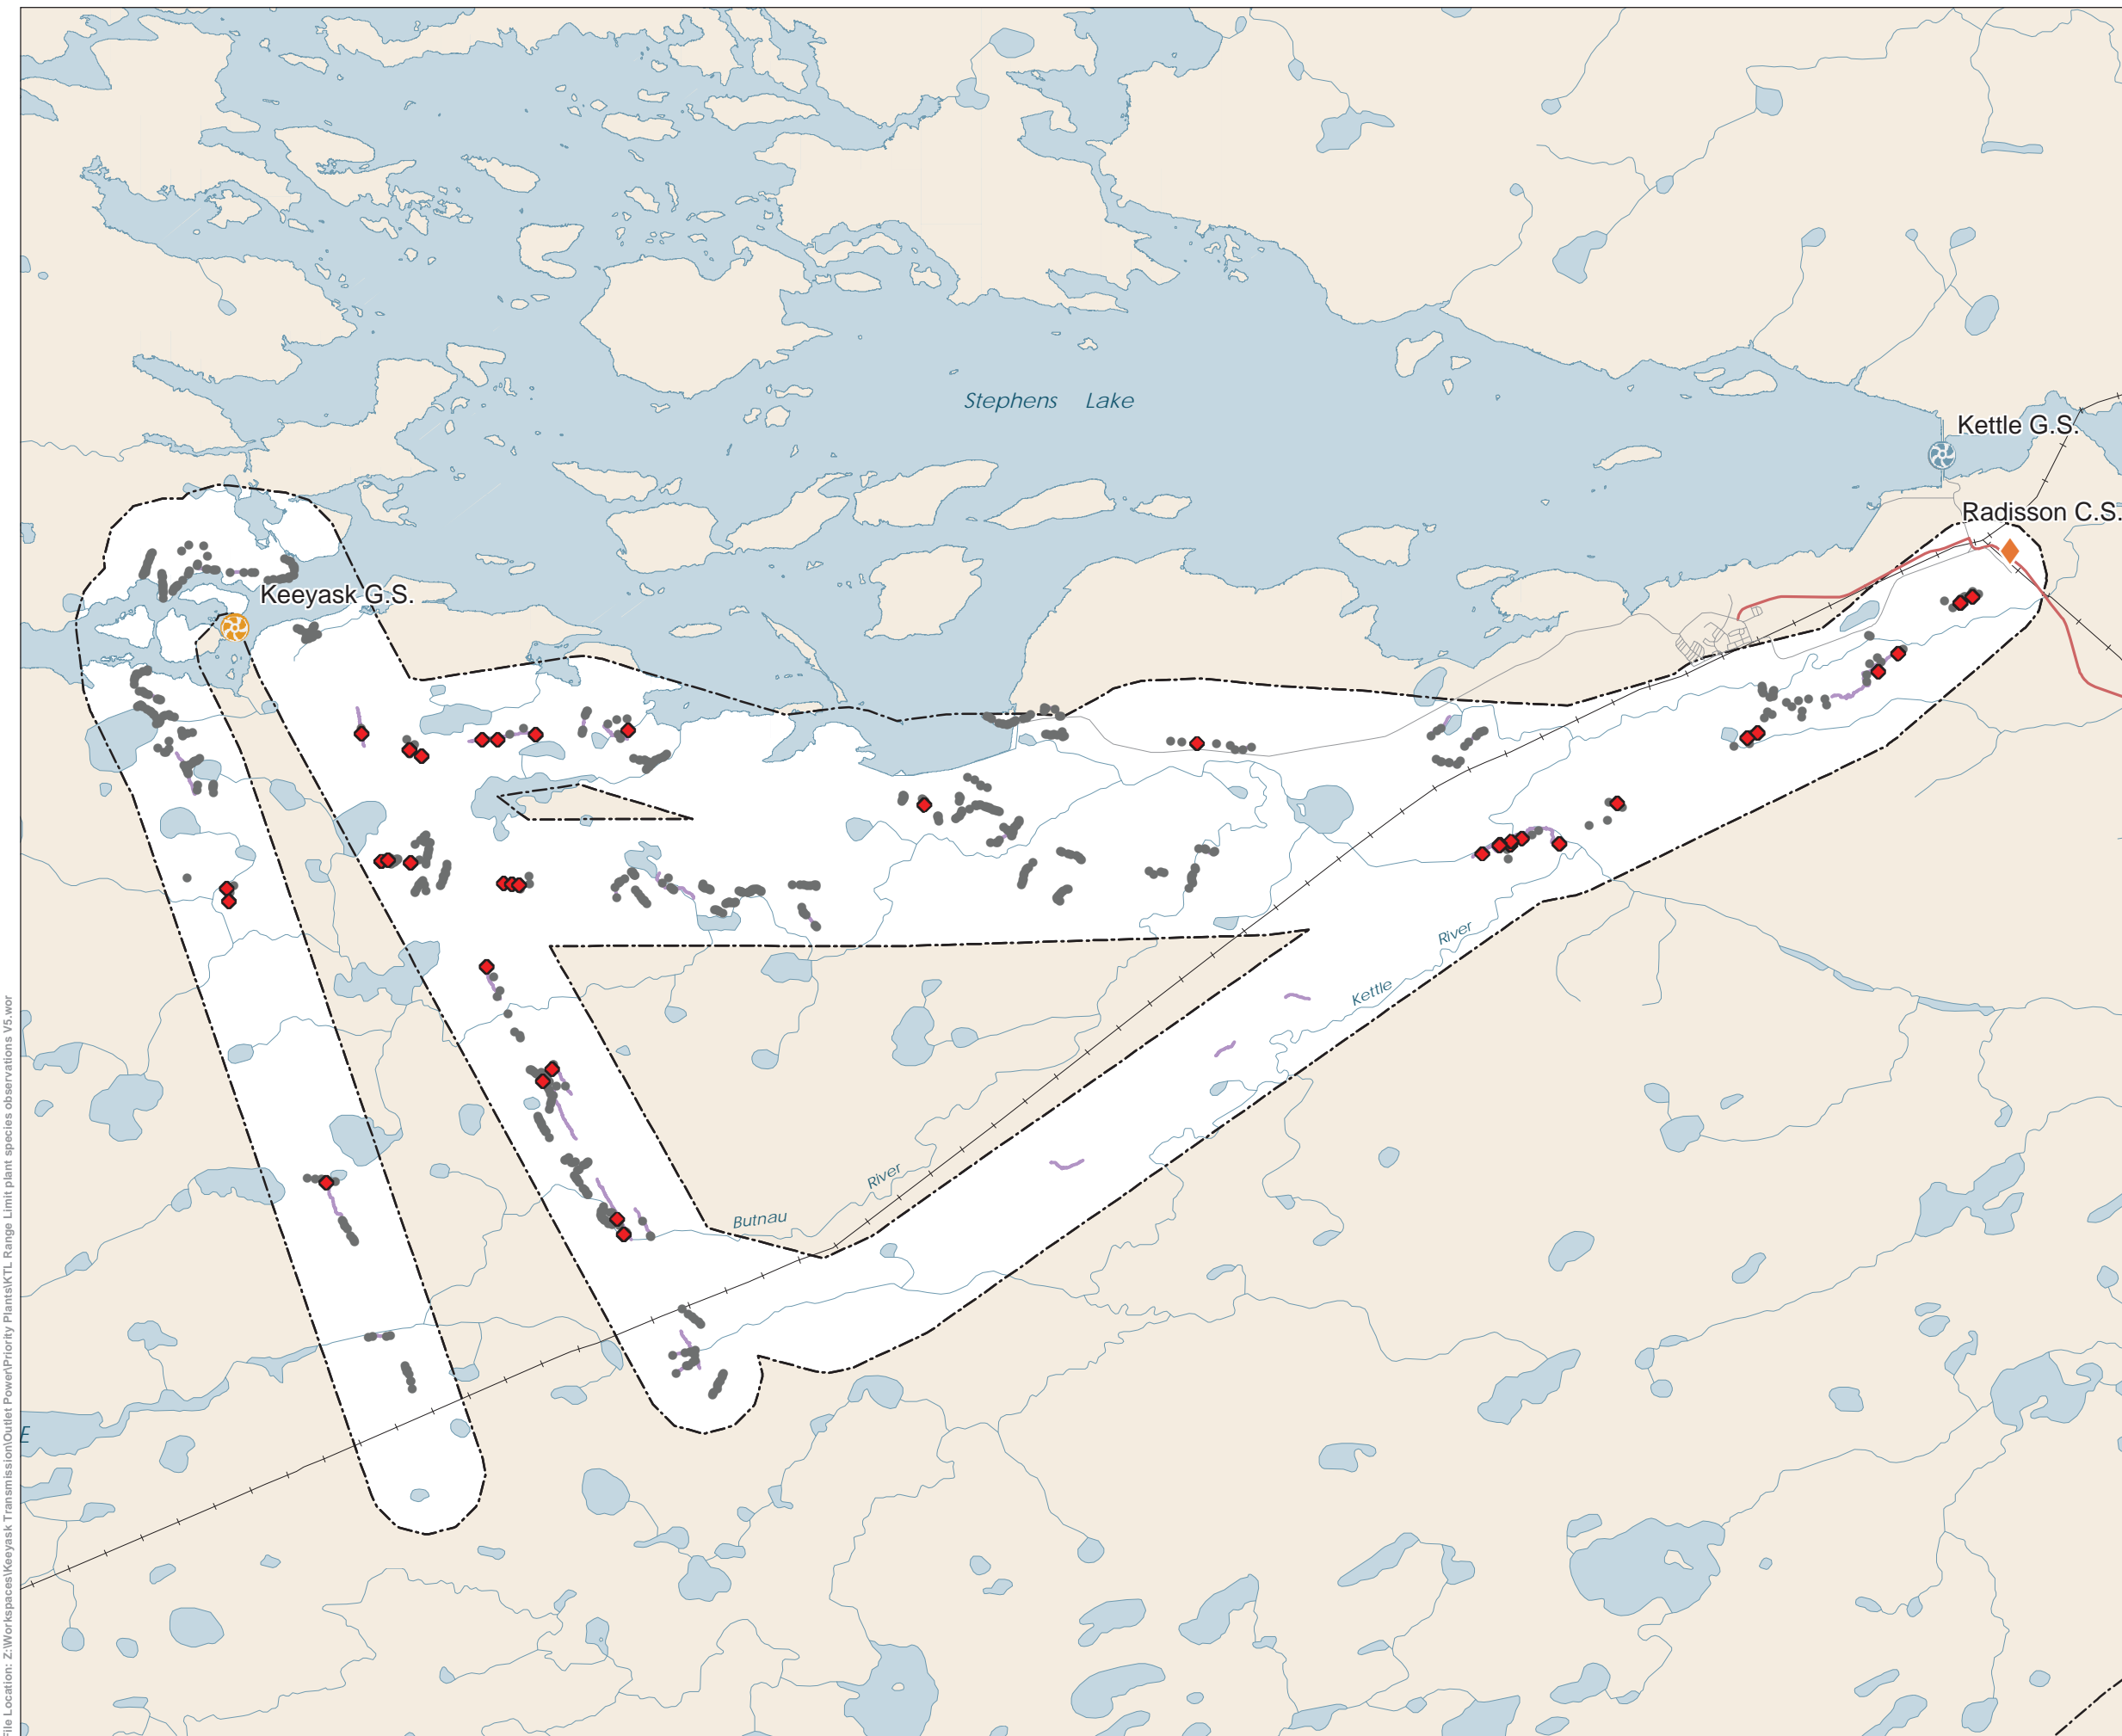 Stephens Lake
Kettle G.S.
Radisson C.S.
Keeyask G.S.
River
Kettle
River
Butnau
E
File Location: Z:\Workspaces\Keeyask Transmission\Outlet Power\Priority Plants\KTL Range Limit plant species observations V5.wor